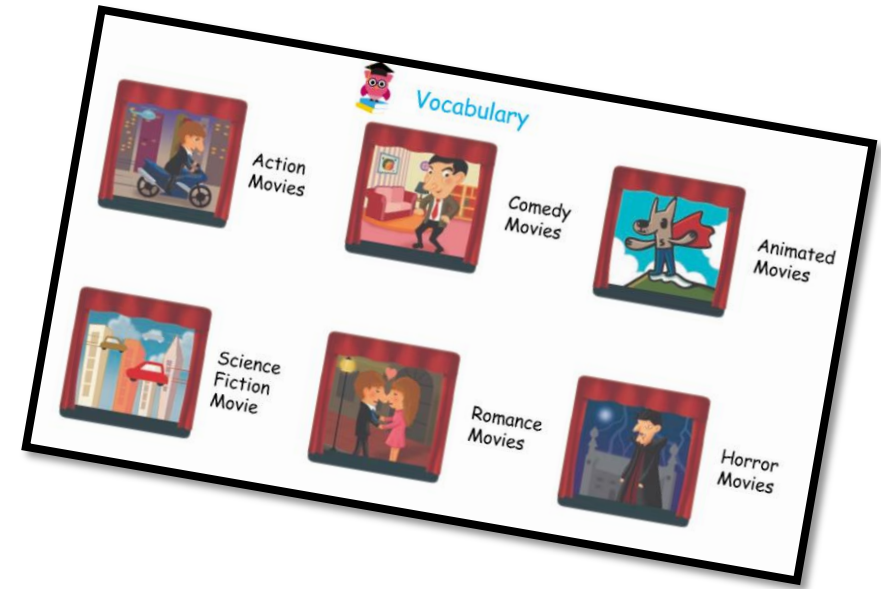 Vocabulary
Action
Movies
Comedy
Movies
Animated
Movies
Science
Fiction
Movie
Romance
Movies
Horror
Movies